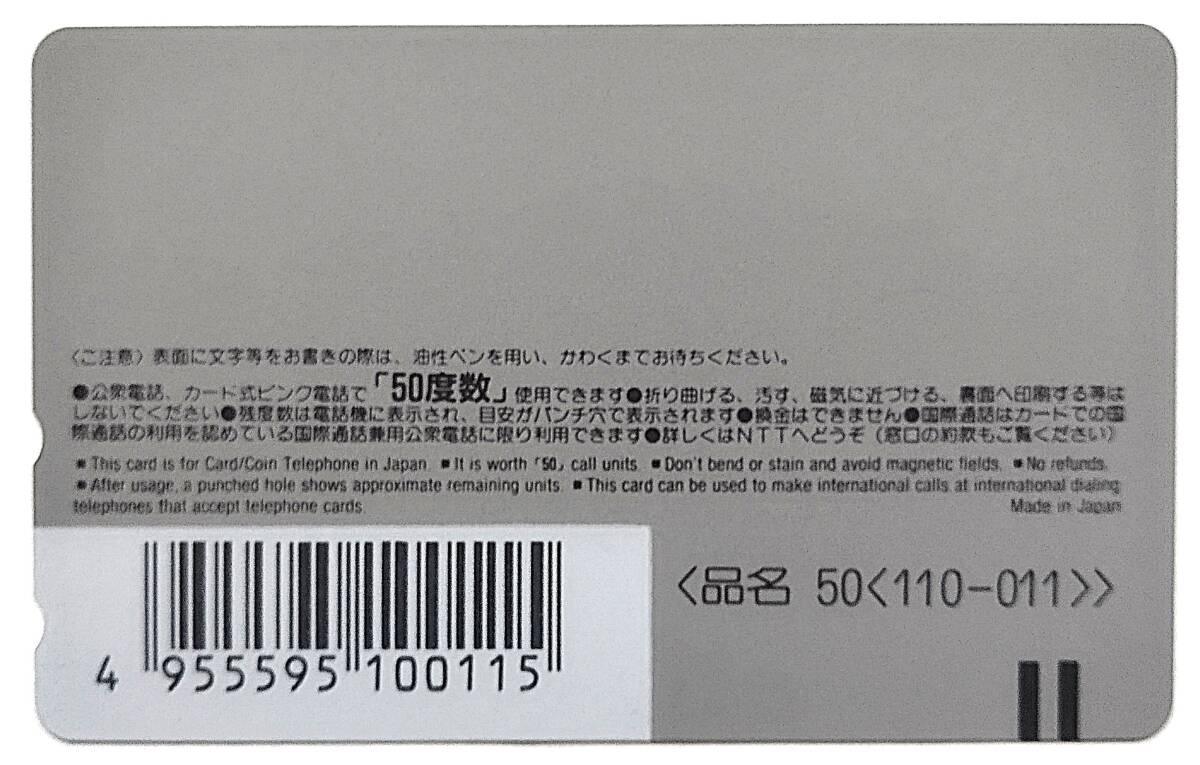 〈ご注意〉表面に文字等をお書きの際は、油性ペンを用い、かわくまでお待ちください。
●公衆電話、カード式ピンク電話で「50度数」使用できます●折り曲げる、汚す、磁気に近づける、裏面へ印刷する等は
しないでください●残度数は電話機に表示され、目安がパンチ穴で表示されます●換金はできません●国際通話はカードでの国
際通話の利用を認めている国際通話兼用公衆電話に限り利用できます●詳しくはNTTへどうぞ（窓口の約款もご覧ください）
■This card is for Card/Coin Telephone in Japan. ■It is worth「50」call units. ■Don't bend or stain and avoid magnetic fields. ■No refunds.
■After usage, a punched hole shows approximate remaining units. ■This card can be used to make international calls at international dialing
telephones that accept telephone cards. Made in Japan
〈品名 50〈110-011〉〉
4 955595 100115